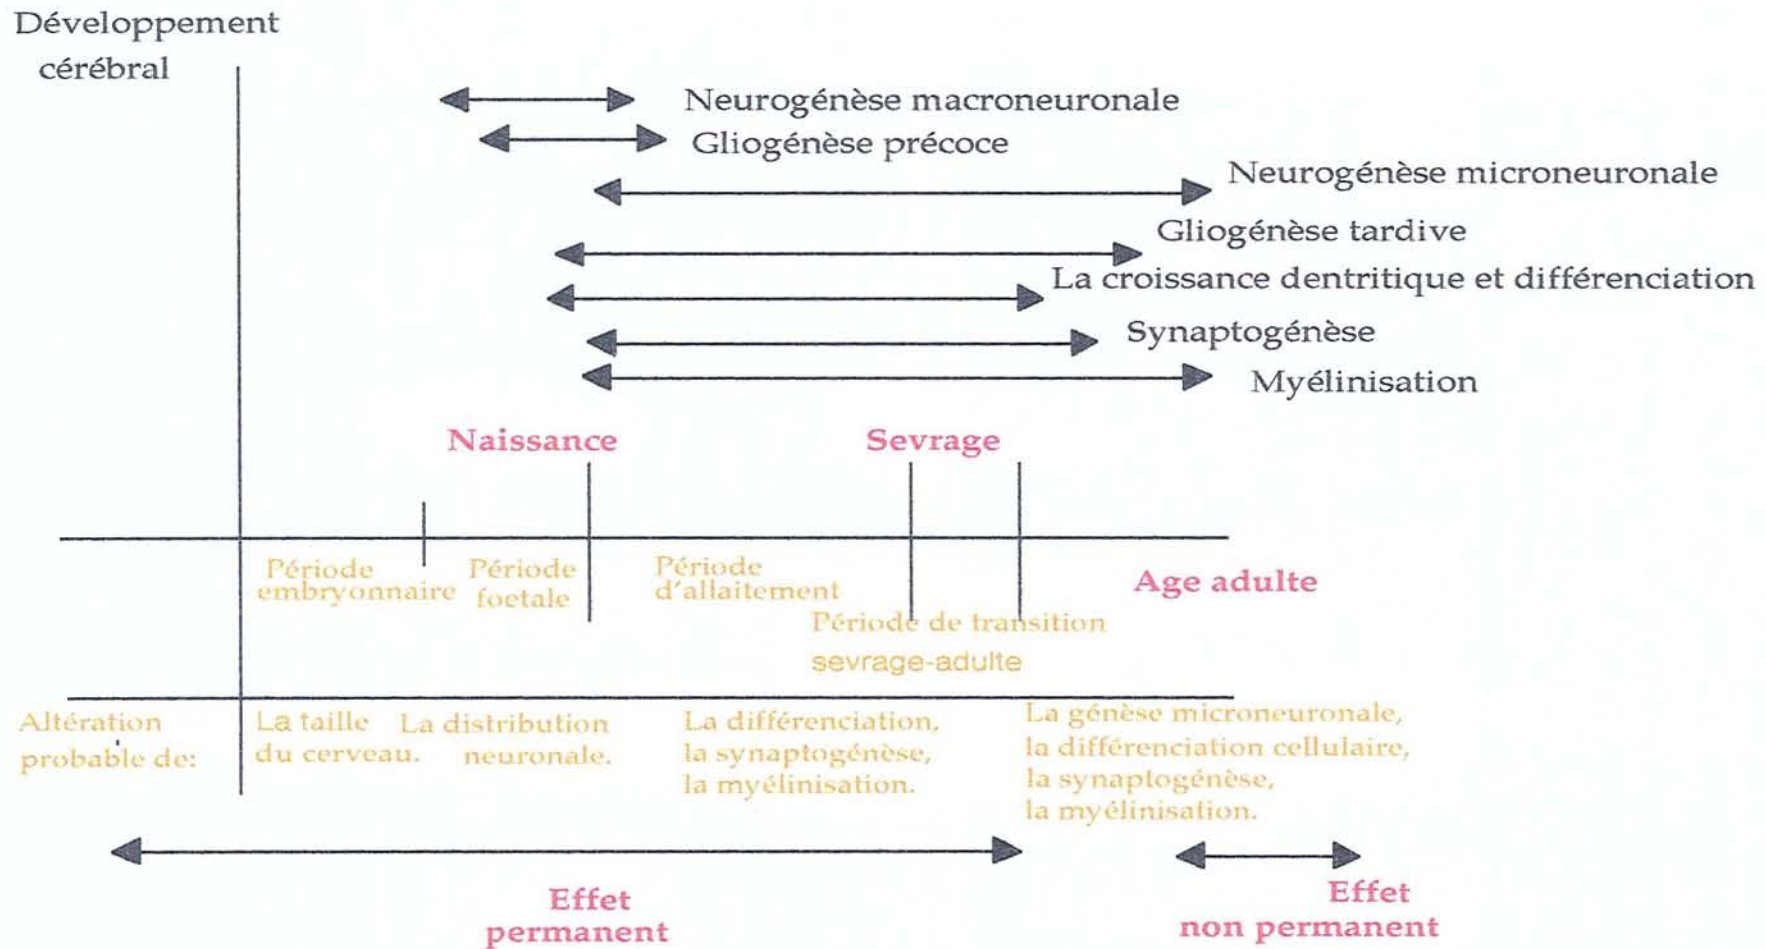 Développement
cérébral
Neurogénèse macroneuronale
Gliogénèse précoce
Neurogénèse microneuronale
Gliogénèse tardive
La croissance dentritique et différenciation
Synaptogénèse
Myélinisation
Naissance
Sevrage
Période
embryonnaire
Période
foetale
Période
d'allaitement
Age adulte
Période de transition
sevrage-adulte
Altération
probable de:
La taille
du cerveau.
La distribution
neuronale.
La différenciation,
la synaptogénèse,
la myélinisation.
La génèse microneuronale,
la différenciation cellulaire,
la synaptogénèse,
la myélinisation.
Effet
permanent
Effet
non permanent